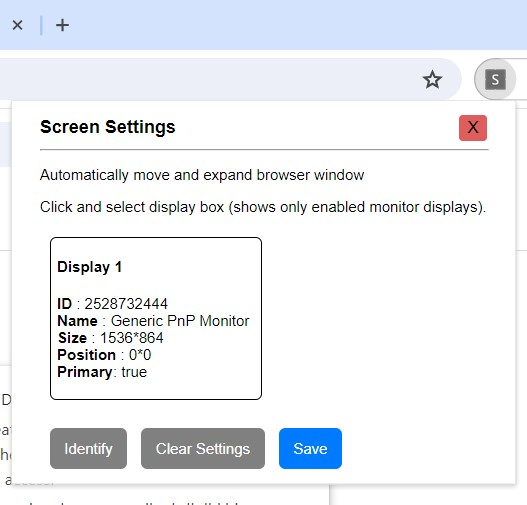 S
Screen Settings
X
Automatically move and expand browser window
Click and select display box (shows only enabled monitor displays).
Display 1
ID : 2528732444
Name : Generic PnP Monitor
Size : 1536*864
Position : 0*0
Primary: true
Identify
Clear Settings
Save